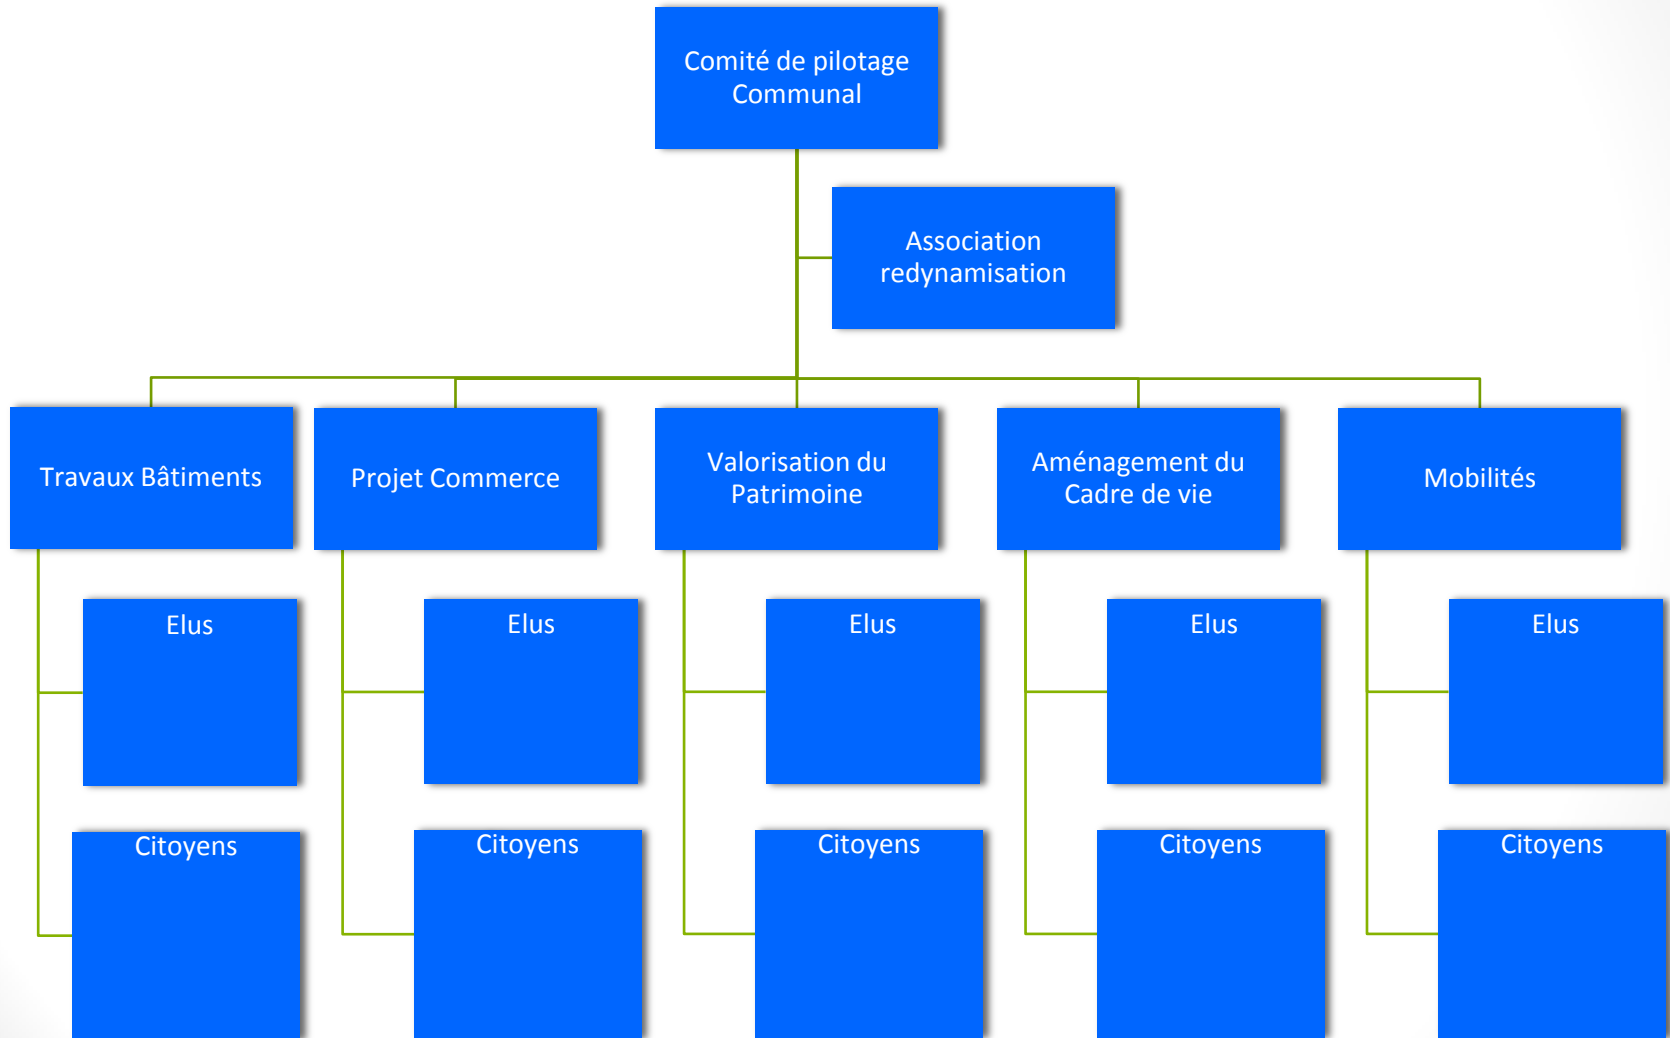 Comité de pilotage
Communal
Association
redynamisation
Travaux Bâtiments
Projet Commerce
Valorisation du
Patrimoine
Aménagement du
Cadre de vie
Mobilités
Elus
Elus
Elus
Elus
Elus
Citoyens
Citoyens
Citoyens
Citoyens
Citoyens